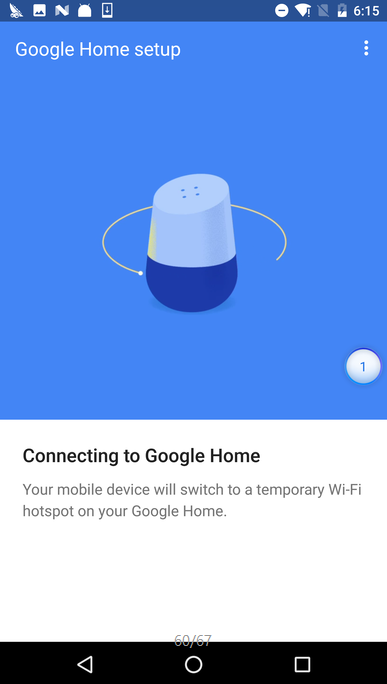 6:15
Google Home setup
1
Connecting to Google Home
Your mobile device will switch to a temporary Wi-Fi
hotspot on your Google Home.
60/67